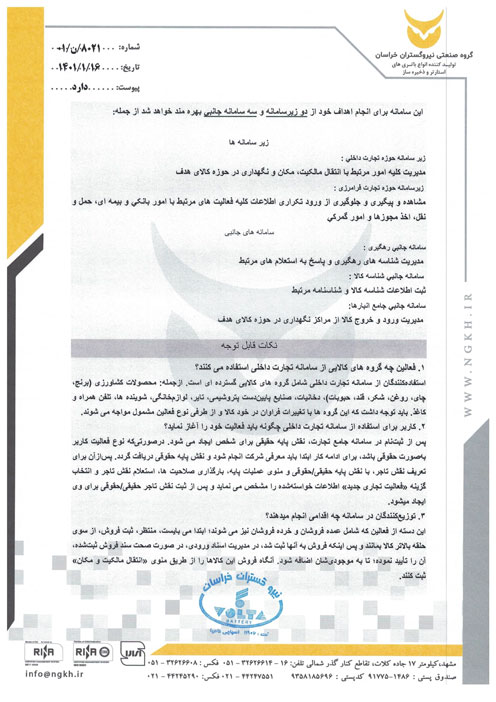 گروه صنعتی نیروگستران خراسان
تولید کننده انواع باتری های
استارتر و ذخیره ساز
شماره: ۰۰۱/ن/۸۰۲۱
تاریخ: ۱۴۰۱/۱/۱۶
پیوست: دارد
این سامانه برای انجام اهداف خود از دو زیرسامانه و سه سامانه جانبی بهره مند خواهد شد از جمله:
زیر سامانه ها
زیر سامانه حوزه تجارت داخلی :
مدیریت کلیه امور مرتبط با انتقال مالکیت، مکان و نگهداری در حوزه کالای هدف
زیرسامانه حوزه تجارت فرامرزی :
مشاهده و پیگیری و جلوگیری از ورود تکراری اطلاعات کلیه فعالیت های مرتبط با امور بانکی و بیمه ای، حمل و
نقل، اخذ مجوزها و امور گمرکی
سامانه های جانبی
سامانه جانبی رهگیری :
مدیریت شناسه های رهگیری و پاسخ به استعلام های مرتبط
سامانه جانبی شناسه کالا :
ثبت اطلاعات شناسه کالا و شناسنامه مرتبط
سامانه جانبی جامع انبارها:
مدیریت ورود و خروج کالا از مراکز نگهداری در حوزه کالای هدف
نکات قابل توجه
۱. فعالین چه گروه های کالایی از سامانه تجارت داخلی استفاده می کنند؟
استفاده‌کنندگان از سامانه تجارت داخلی شامل گروه های کالایی گسترده ای است. ازجمله: محصولات کشاورزی (برنج،
چای، روغن، شکر، قند، حبوبات)، دخانیات، صنایع پایین‌دست پتروشیمی، تایر، لوازم‌خانگی، شوینده ها، تلفن همراه و
کاغذ. باید توجه داشت که این گروه ها با تغییرات فراوان در خود کالا و از طرفی نوع فعالین مشمول مواجه می شوند.
۲. کاربر برای استفاده از سامانه تجارت داخلی چگونه باید فعالیت خود را آغاز نماید؟
پس از ثبت‌نام در سامانه جامع تجارت، نقش پایه حقیقی برای شخص ایجاد می شود. درصورتی‌که نوع فعالیت کاربر
به‌صورت حقوقی باشد، برای ادامه کار ابتدا باید معرفی شرکت انجام شود و نقش پایه حقوقی دریافت گردد. پس‌ازآن برای
تعریف نقش تاجر، با نقش پایه حقیقی/حقوقی و منوی عملیات پایه، بارگذاری صلاحیت ها، استعلام نقش تاجر و انتخاب
گزینه «فعالیت تجاری جدید» اطلاعات خواسته‌شده را مشخص می نماید و پس از ثبت نقش تاجر حقیقی/حقوقی برای وی
ایجاد میشود.
۳. توزیع‌کنندگان در سامانه چه اقدامی انجام میدهند؟
این دسته از فعالین که شامل عمده فروشان و خرده فروشان نیز می شوند؛ ابتدا می بایست، منتظر، ثبت فروش، از سوی
حلقه بالاتر کالا بمانند و پس اینکه فروش به آنها ثبت شد، در مدیریت اسناد ورودی، در صورت صحت سند فروش ثبت‌شده،
آن را تأیید نموده؛ تا به موجودی‌شان اضافه شود. آنگاه فروش این کالاها را از طریق منوی «انتقال مالکیت و مکان»
ثبت کنند.
نیرو گستران خراسان
VOLTA
BATTERY
WWW.NGKH.IR
مشهد،کیلومتر ۱۷ جاده کلات، تقاطع کنار گذر شمالی تلفن: ۱۶ - ۳۲۶۲۶۶۱۴ - ۰۵۱ فکس : ۳۲۶۲۶۶۰۸ - ۰۵۱
صندوق پستی : ۱۴۸۶-۹۱۷۷۵ کدپستی : ۹۳۵۸۱۸۵۶۹۶ ۴۴۲۴۷۵۵۱ - ۰۲۱ فکس : ۴۴۲۴۵۲۹۰ - ۰۲۱
info@ngkh.ir